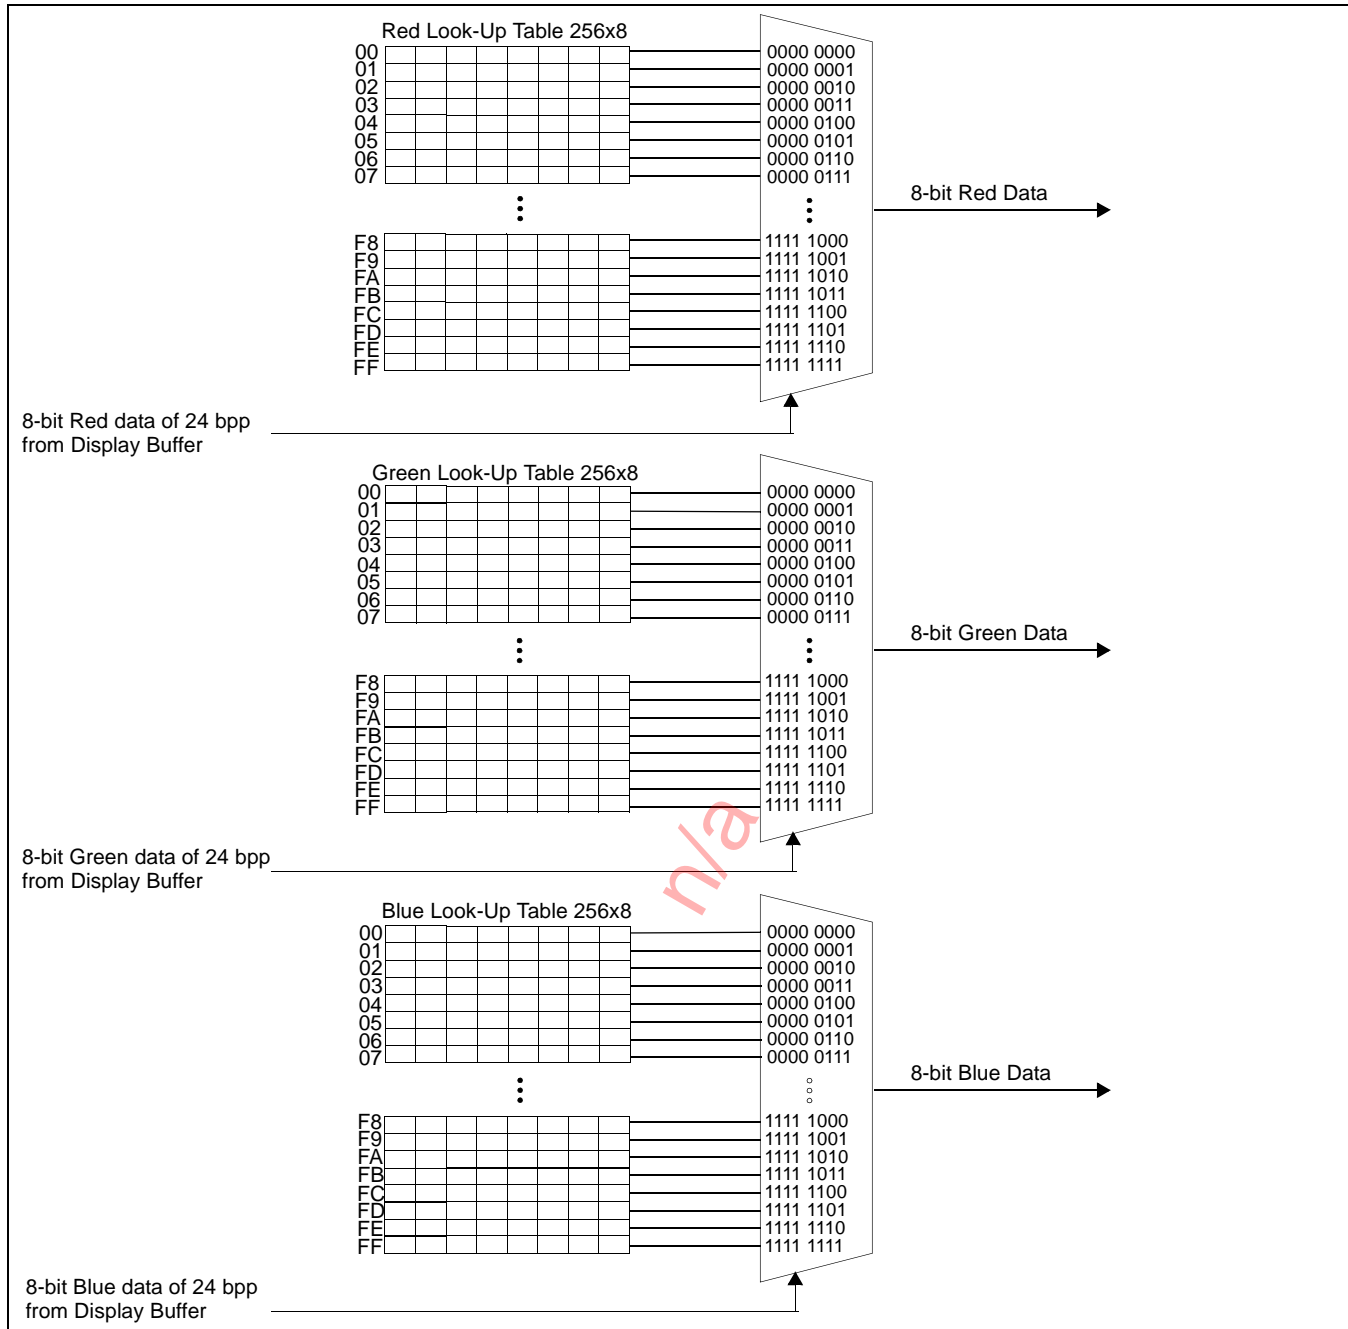 Red Look-Up Table 256x8
00 0000 0000
01 0000 0001
02 0000 0010
03 0000 0011
04 0000 0100
05 0000 0101
06 0000 0110
07 0000 0111
8-bit Red Data
F8 1111 1000
F9 1111 1001
FA 1111 1010
FB 1111 1011
FC 1111 1100
FD 1111 1101
FE 1111 1110
FF 1111 1111
8-bit Red data of 24 bpp
from Display Buffer
Green Look-Up Table 256x8
00 0000 0000
01 0000 0001
02 0000 0010
03 0000 0011
04 0000 0100
05 0000 0101
06 0000 0110
07 0000 0111
8-bit Green Data
F8 1111 1000
F9 1111 1001
FA 1111 1010
FB 1111 1011
FC 1111 1100
FD 1111 1101
FE 1111 1110
FF 1111 1111
n/a
8-bit Green data of 24 bpp
from Display Buffer
Blue Look-Up Table 256x8
00 0000 0000
01 0000 0001
02 0000 0010
03 0000 0011
04 0000 0100
05 0000 0101
06 0000 0110
07 0000 0111
8-bit Blue Data
F8 1111 1000
F9 1111 1001
FA 1111 1010
FB 1111 1011
FC 1111 1100
FD 1111 1101
FE 1111 1110
FF 1111 1111
8-bit Blue data of 24 bpp
from Display Buffer